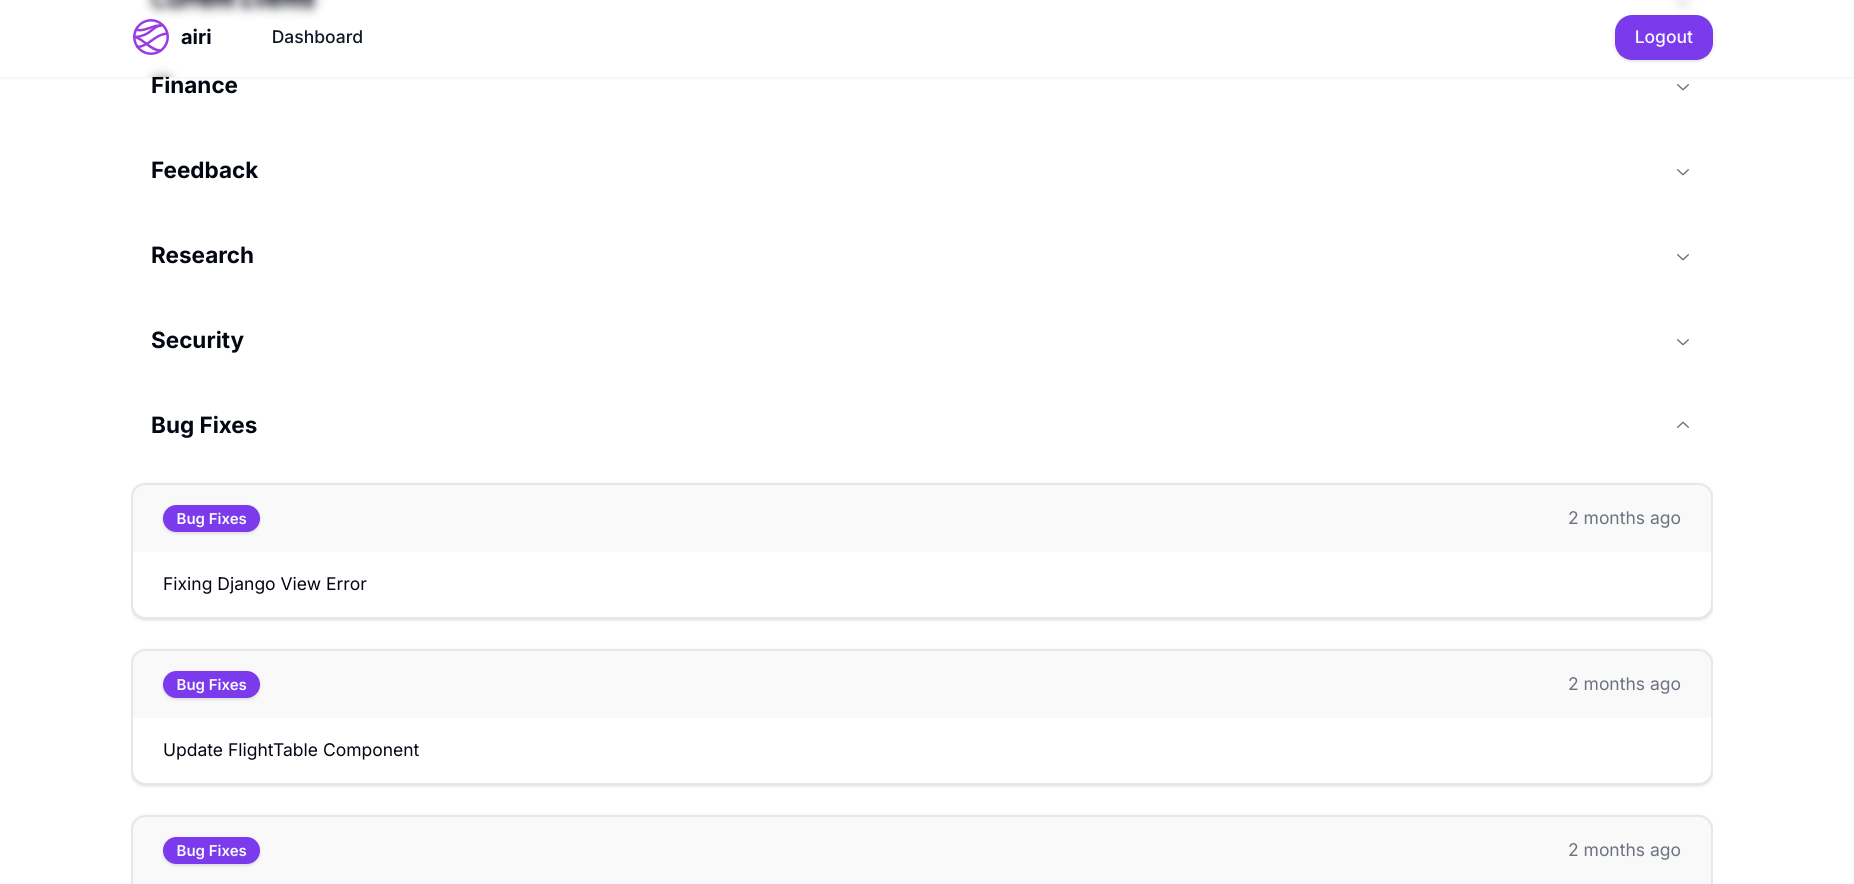 airi
Dashboard
Logout
Finance
Feedback
Research
Security
Bug Fixes
Bug Fixes
2 months ago
Fixing Django View Error
Bug Fixes
2 months ago
Update FlightTable Component
Bug Fixes
2 months ago